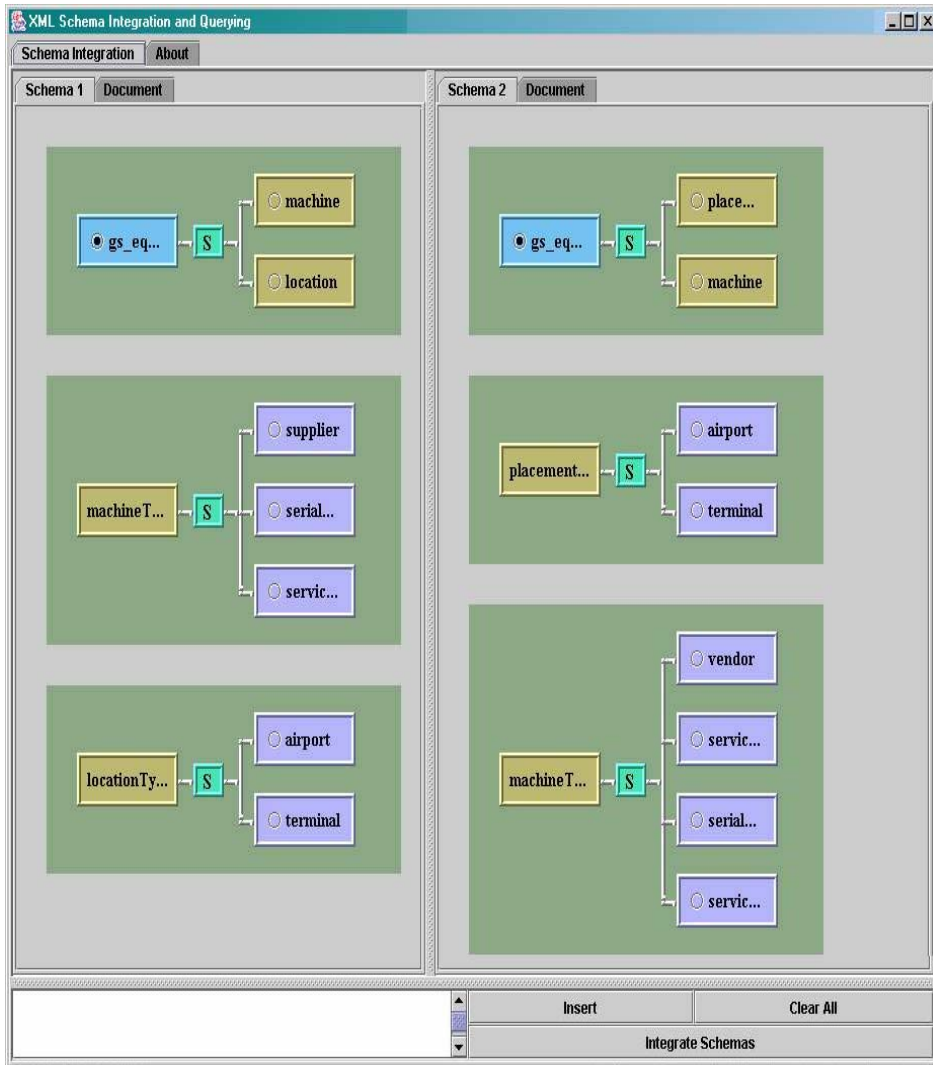 XML Schema Integration and Querying
Schema Integration About
Schema 1 Document
gs_eq...
S
machine
location
machineT...
S
supplier
serial...
servic...
locationTy...
S
airport
terminal
Schema 2 Document
gs_eq...
S
place...
machine
placement...
S
airport
terminal
machineT...
S
vendor
servic...
serial...
servic...
Insert Clear All
Integrate Schemas